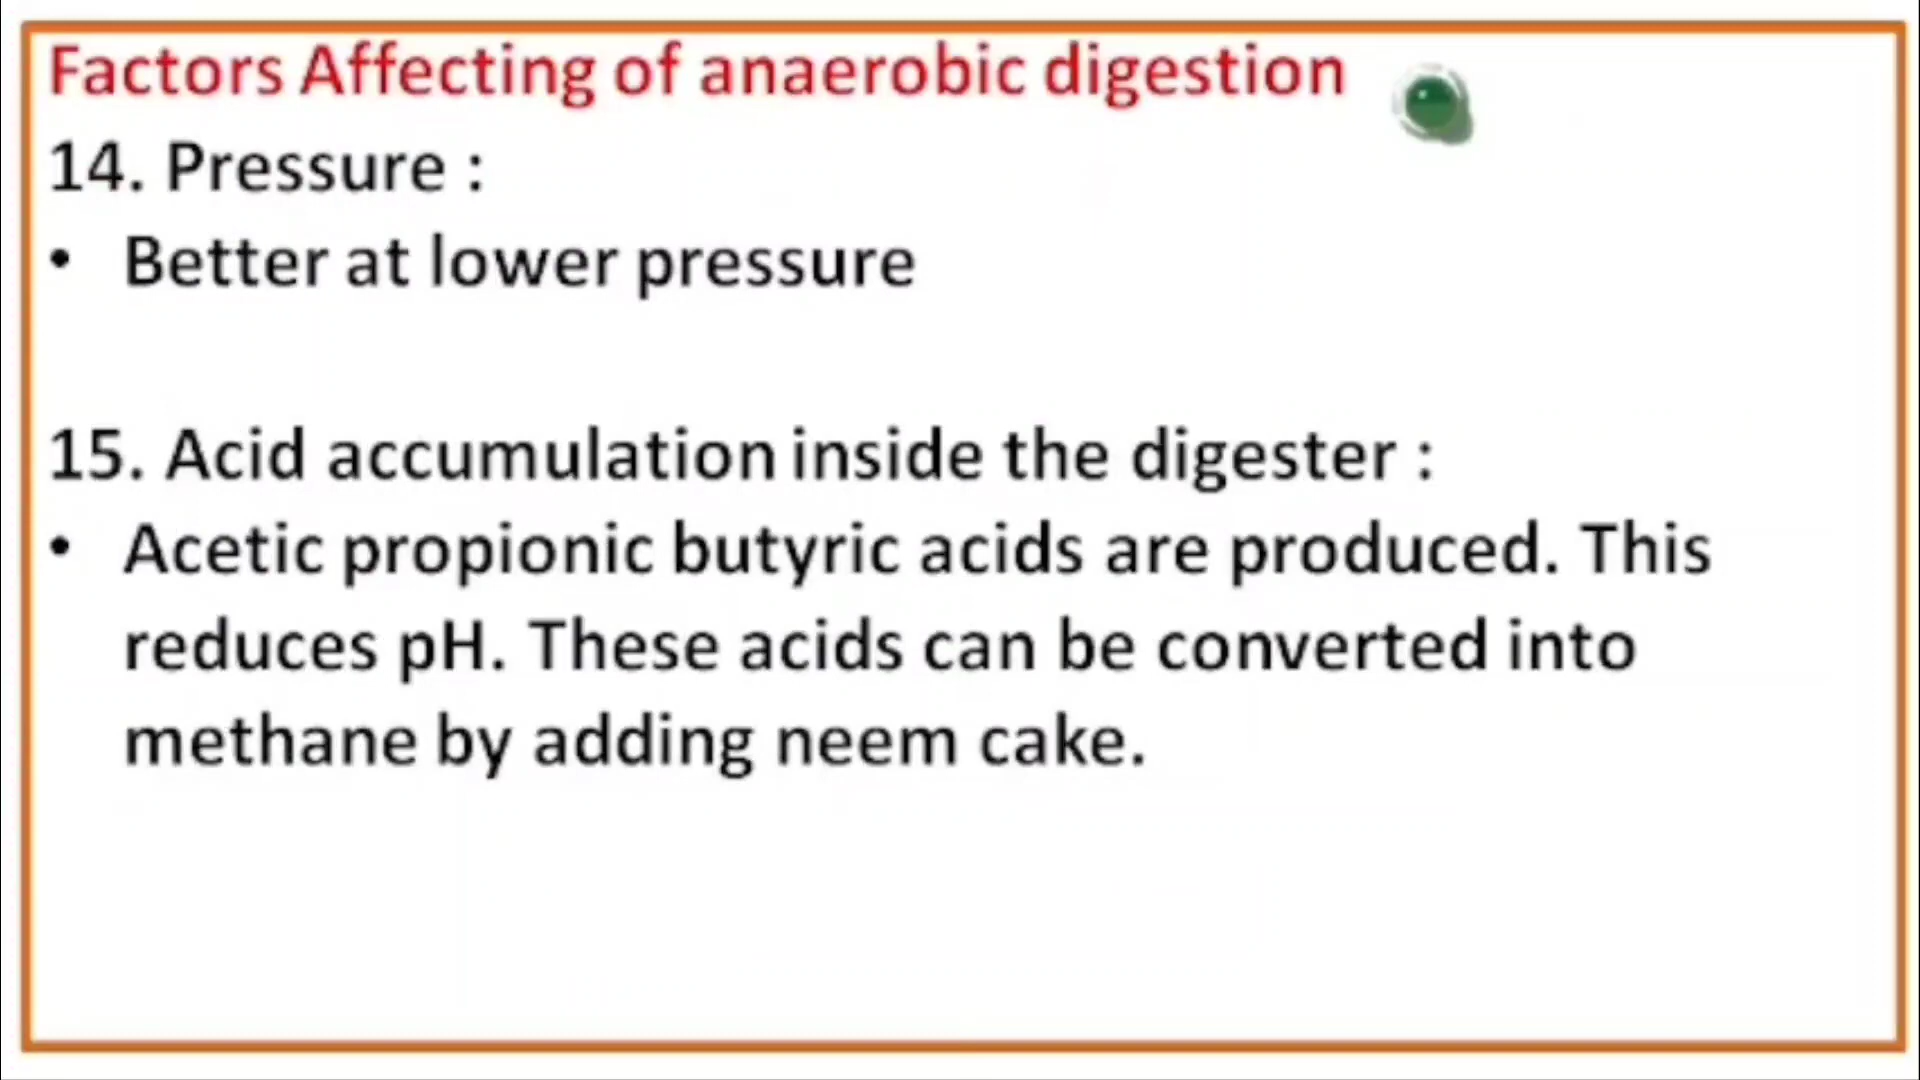 Factors Affecting of anaerobic digestion
14. Pressure :
• Better at lower pressure
15. Acid accumulation inside the digester :
• Acetic propionic butyric acids are produced. This
reduces pH. These acids can be converted into
methane by adding neem cake.